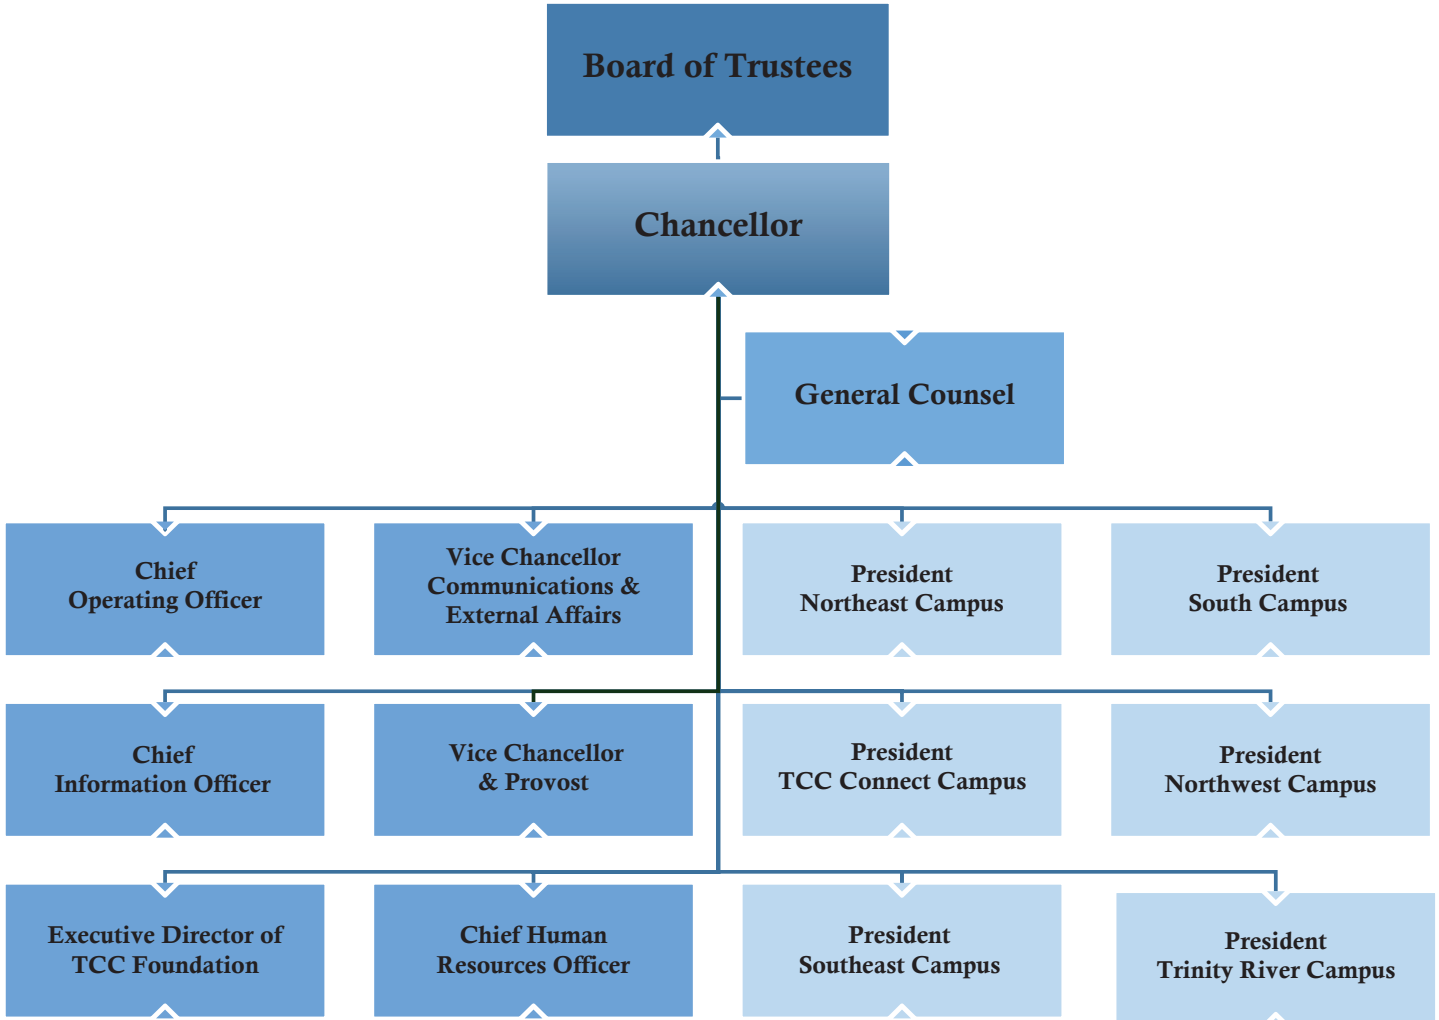 Board of Trustees
Chancellor
General Counsel
Chief
Operating Officer
Vice Chancellor
Communications &
External Affairs
President
Northeast Campus
President
South Campus
Chief
Information Officer
Vice Chancellor
& Provost
President
TCC Connect Campus
President
Northwest Campus
Executive Director of
TCC Foundation
Chief Human
Resources Officer
President
Southeast Campus
President
Trinity River Campus